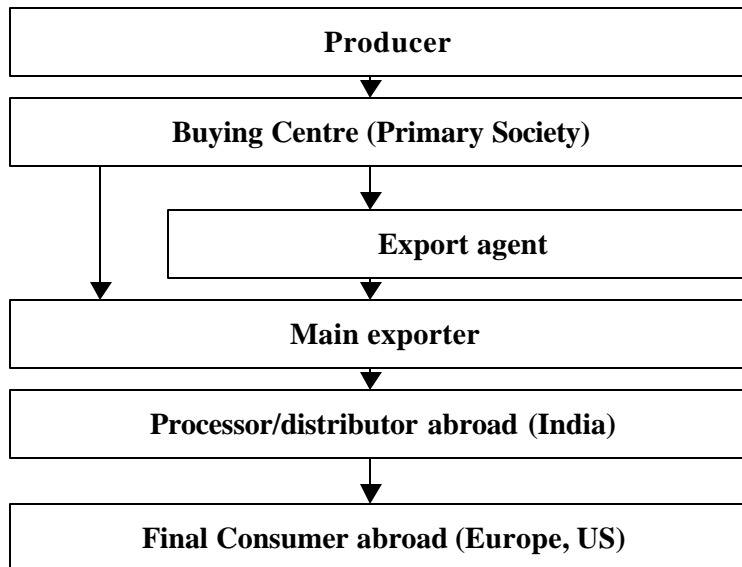 Producer
Buying Centre (Primary Society)
Export agent
Main exporter
Processor/distributor abroad (India)
Final Consumer abroad (Europe, US)